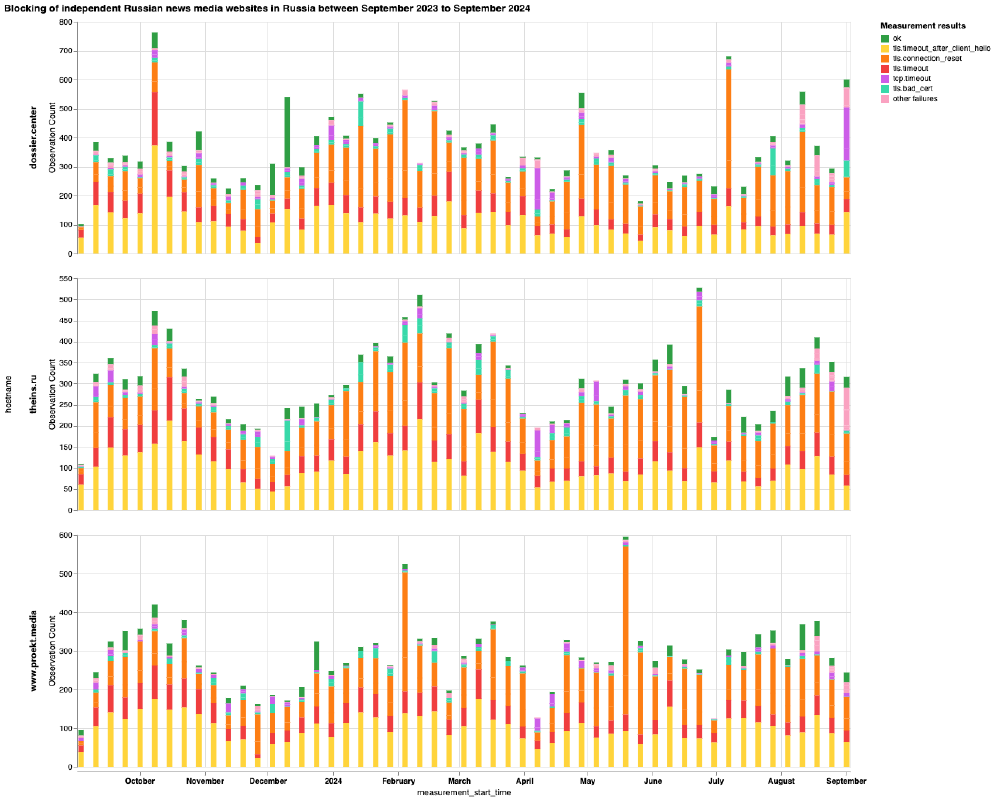 Blocking of independent Russian news media websites in Russia between September 2023 to September 2024
Measurement results
ok
tls.timeout_after_client_hello
tls.connection_reset
tls.timeout
tcp.timeout
tls.bad_cert
other failures
hostname
dossier.center
Observation Count
800
700
600
500
400
300
200
100
0
theins.ru
Observation Count
550
500
450
400
350
300
250
200
150
100
50
0
www.proekt.media
Observation Count
600
500
400
300
200
100
0
October November December 2024 February March April May June July August September
measurement_start_time